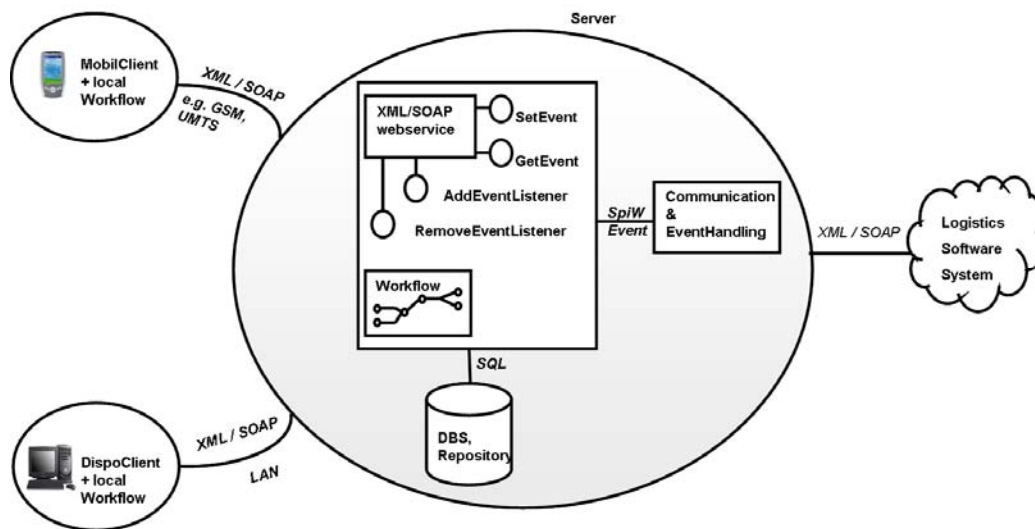 Server
MobilClient
+ local
Workflow
XML / SOAP
e.g. GSM,
UMTS
XML/SOAP
webservice
SetEvent
GetEvent
AddEventListener
RemoveEventListener
Workflow
SpiW
Event
Communication
&
EventHandling
XML / SOAP
Logistics
Software
System
SQL
DBS,
Repository
DispoClient
+ local
Workflow
XML / SOAP
LAN